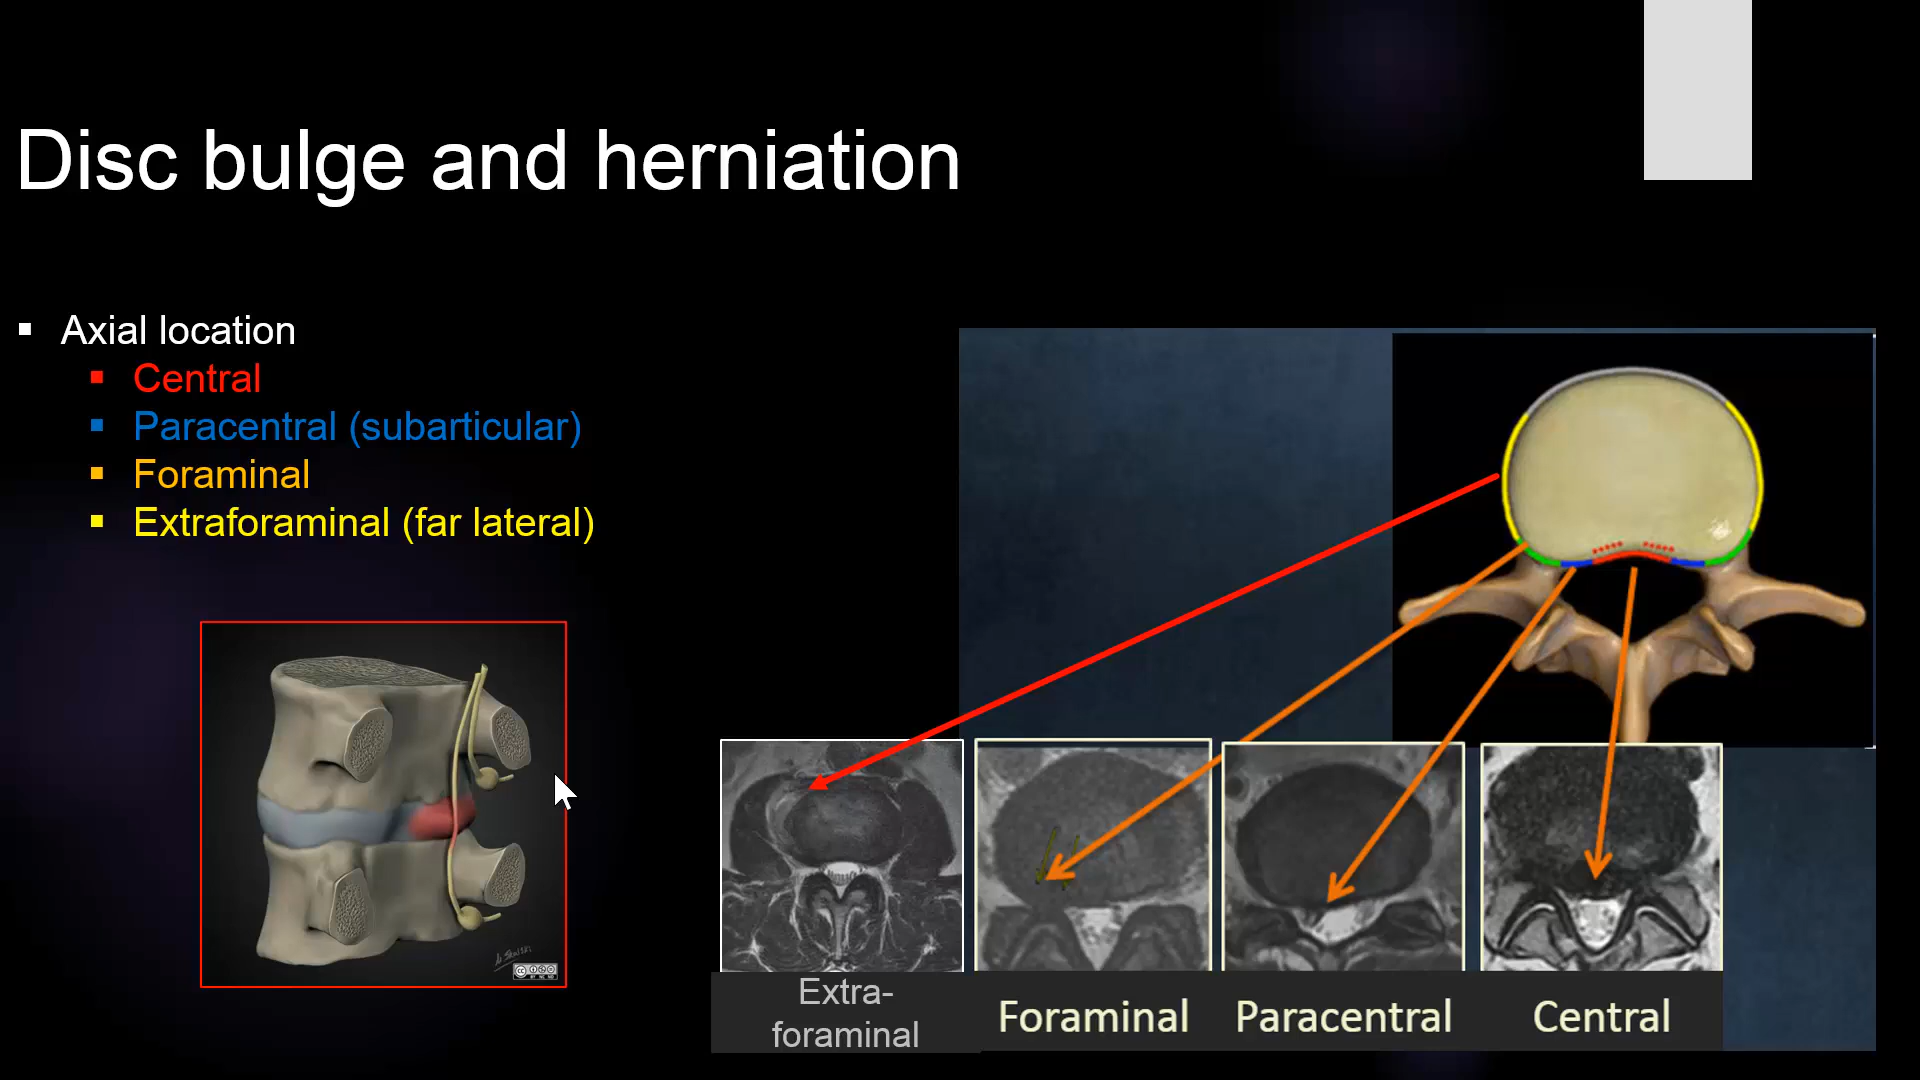 Disc bulge and herniation
Axial location
Central
Paracentral (subarticular)
Foraminal
Extraforaminal (far lateral)
Extra-
foraminal
Foraminal
Paracentral
Central